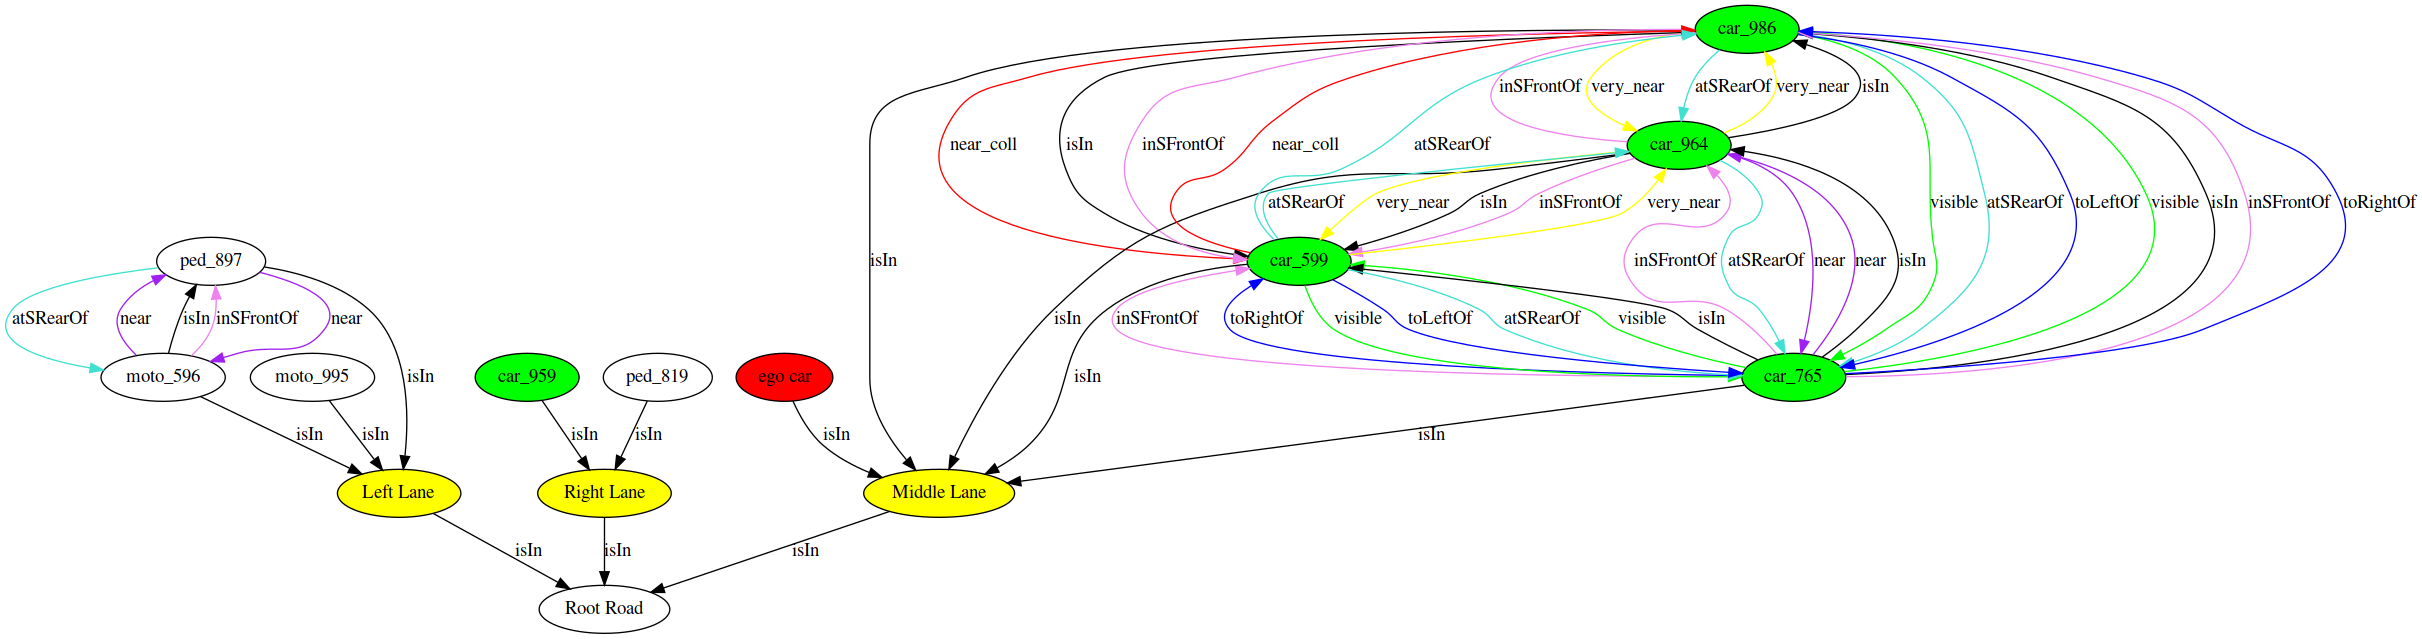 car_986
inSFrontOf very_near atSRearOf very_near isIn
near_coll isIn inSFrontOf near_coll atSRearOf car_964
atSRearOf very_near isIn inSFrontOf very_near visible atSRearOf toLeftOf visible isIn inSFrontOf toRightOf
ped_897 isIn car_599 inSFrontOf atSRearOf near near isIn
atSRearOf near isIn inSFrontOf near isIn inSFrontOf toRightOf visible toLeftOf atSRearOf visible isIn
moto_596 moto_995 isIn car_959 ped_819 ego car isIn car_765
isIn isIn isIn isIn isIn isIn
Left Lane Right Lane Middle Lane
isIn isIn isIn
Root Road